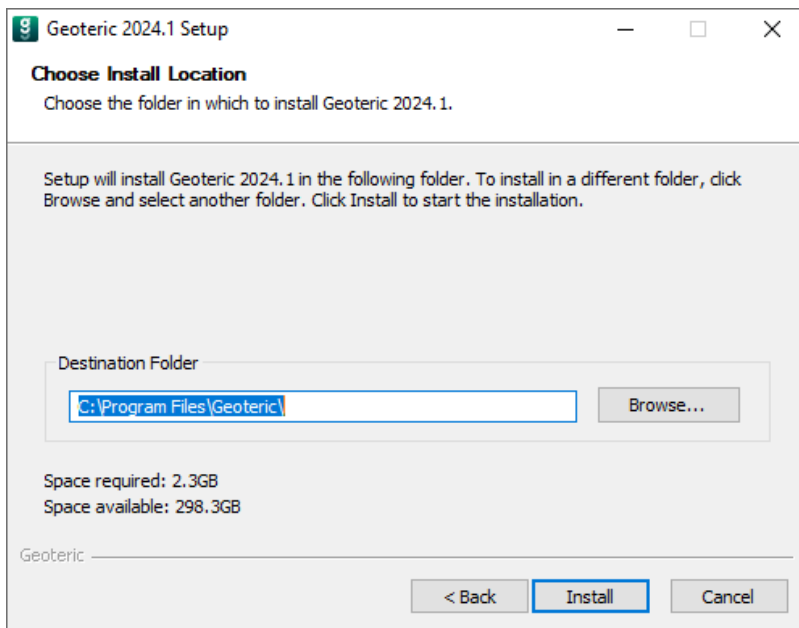 Geoteric 2024.1 Setup
Choose Install Location
Choose the folder in which to install Geoteric 2024.1.
Setup will install Geoteric 2024.1 in the following folder. To install in a different folder, click
Browse and select another folder. Click Install to start the installation.
Destination Folder
C:\Program Files\Geoteric\
Browse...
Space required: 2.3GB
Space available: 298.3GB
Geoteric
< Back Install Cancel